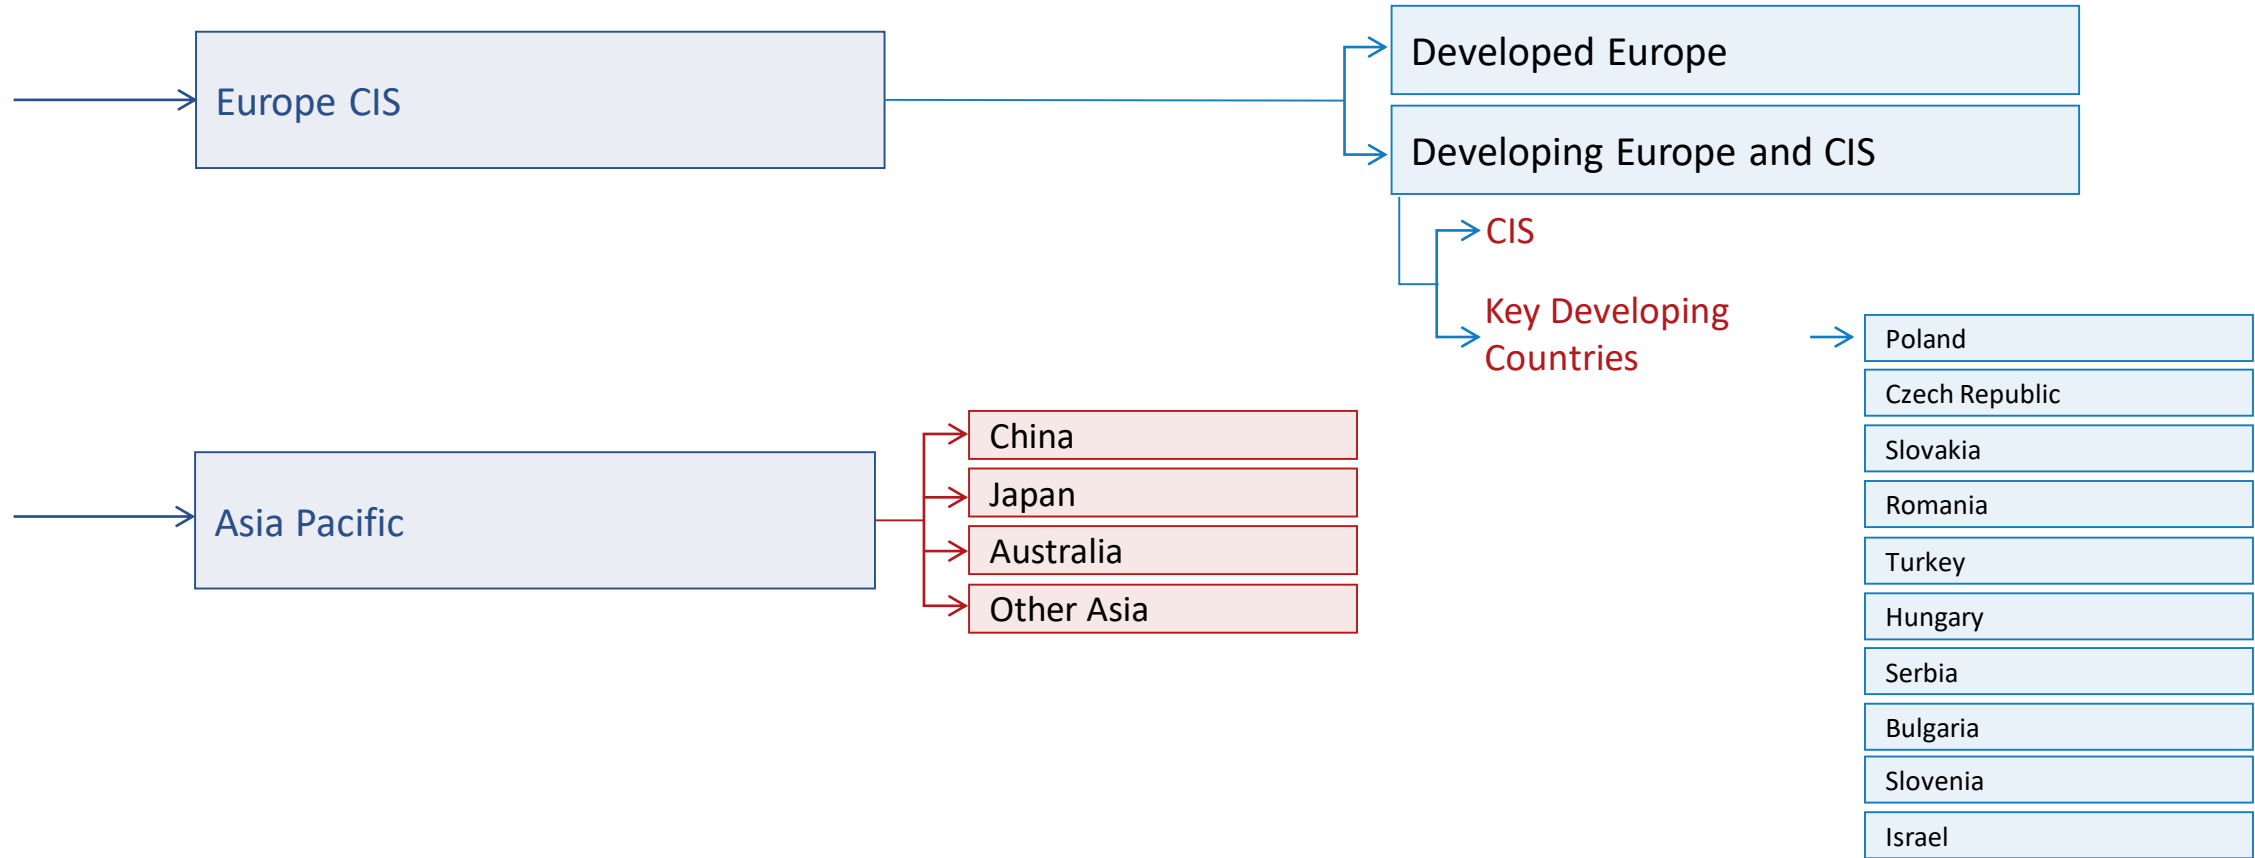 Europe CIS
Developed Europe
Developing Europe and CIS
CIS
Key Developing
Countries
Poland
Czech Republic
Slovakia
Romania
Turkey
Hungary
Serbia
Bulgaria
Slovenia
Israel
Asia Pacific
China
Japan
Australia
Other Asia